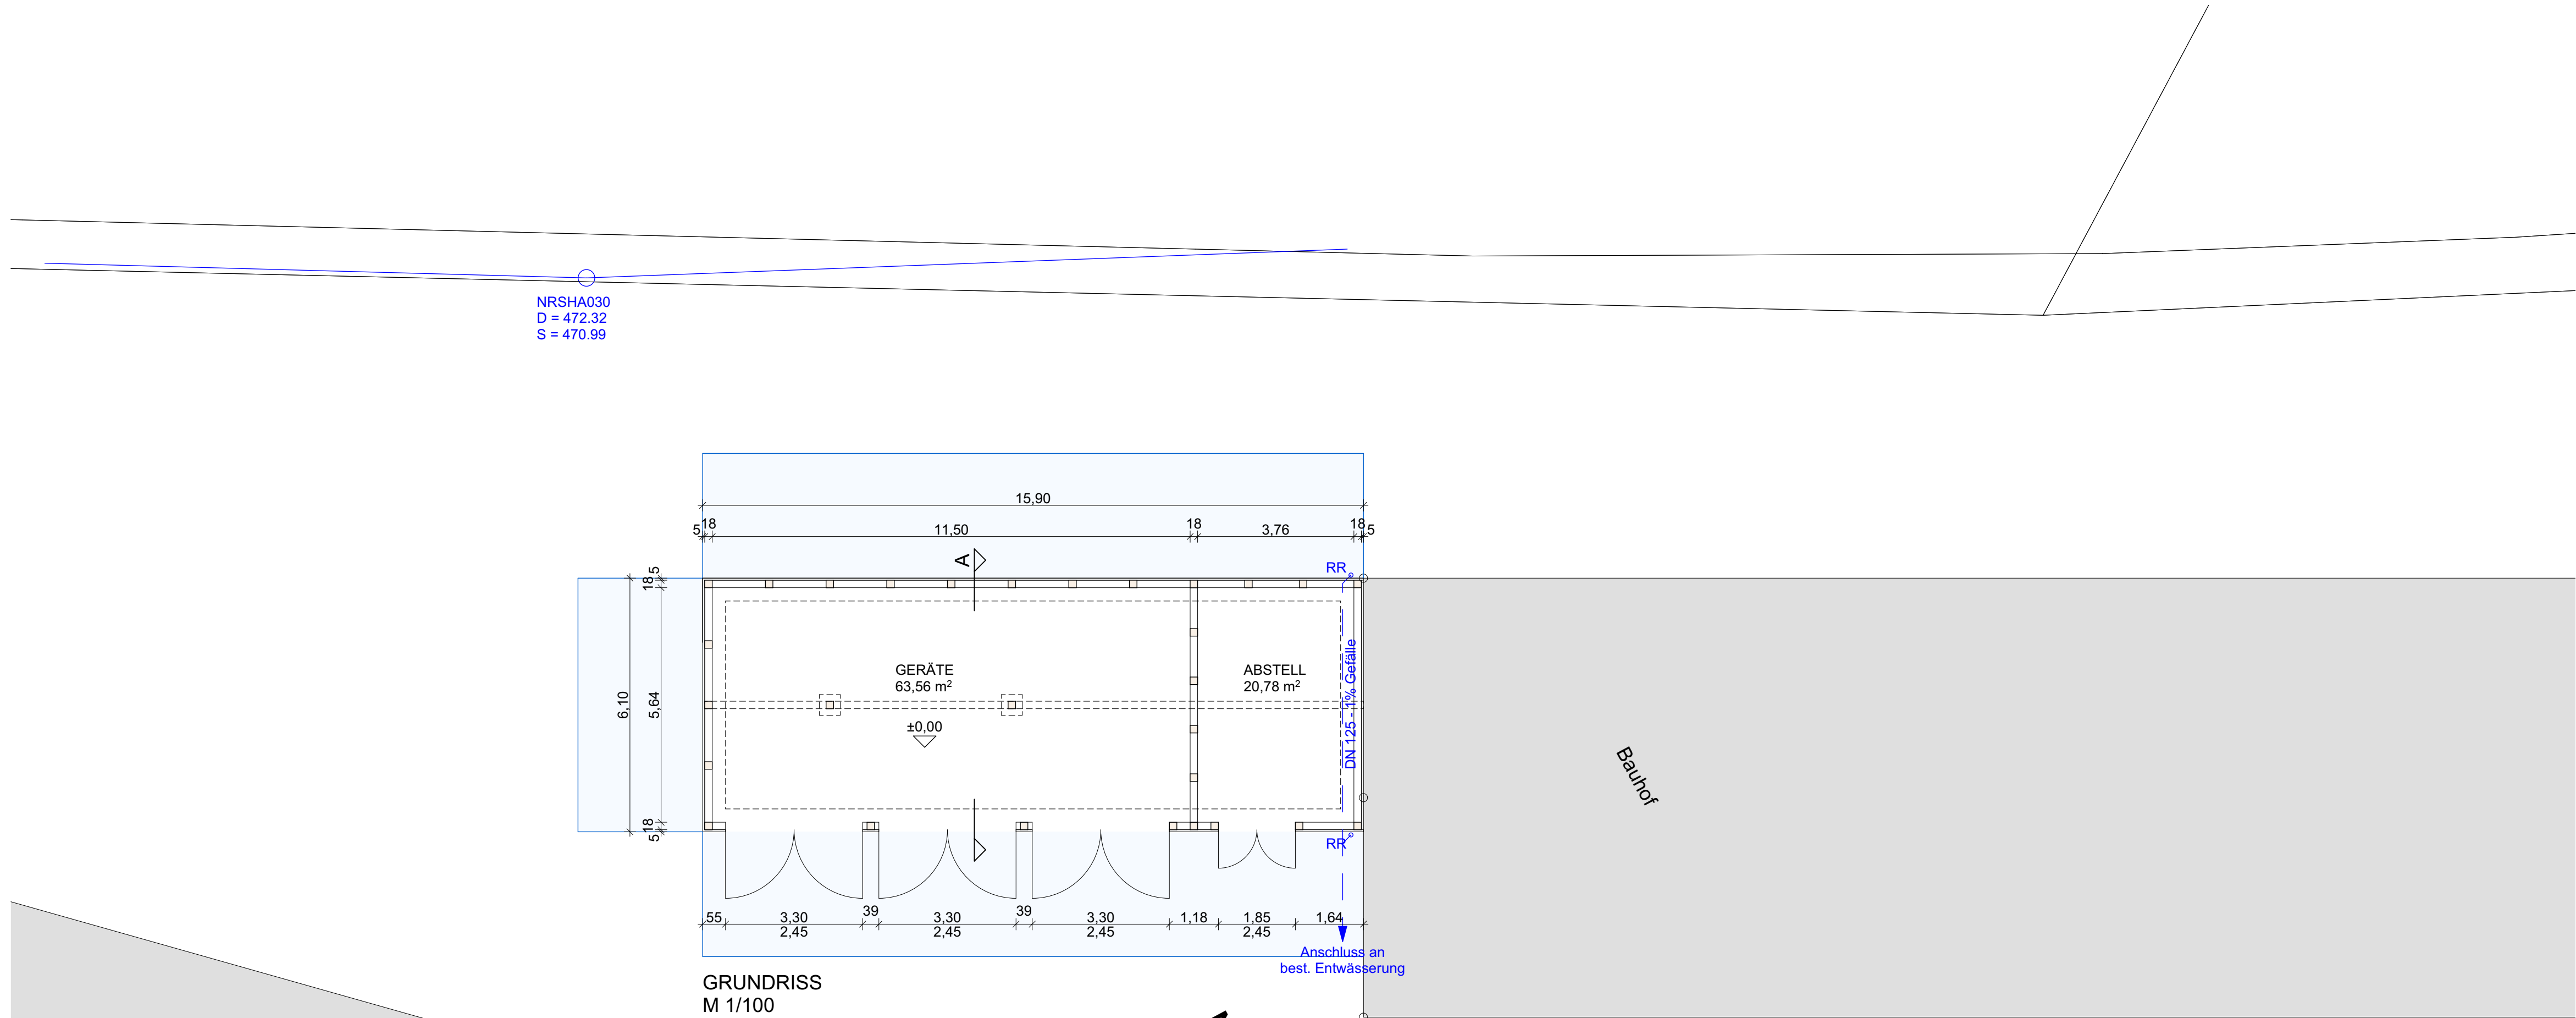 NRSHA030
D = 472.32
S = 470.99
15,90
5
18
11,50
18
3,76
18
5
A
RR
18
5
6,10
5,64
18
5
GERÄTE
63,56 m²
±0,00
ABSTELL
20,78 m²
DN 125 - 1% Gefälle
Bauhof
RR
55
3,30
2,45
39
3,30
2,45
39
3,30
2,45
1,18
1,85
2,45
1,64
Anschluss an
best. Entwässerung
GRUNDRISS
M 1/100